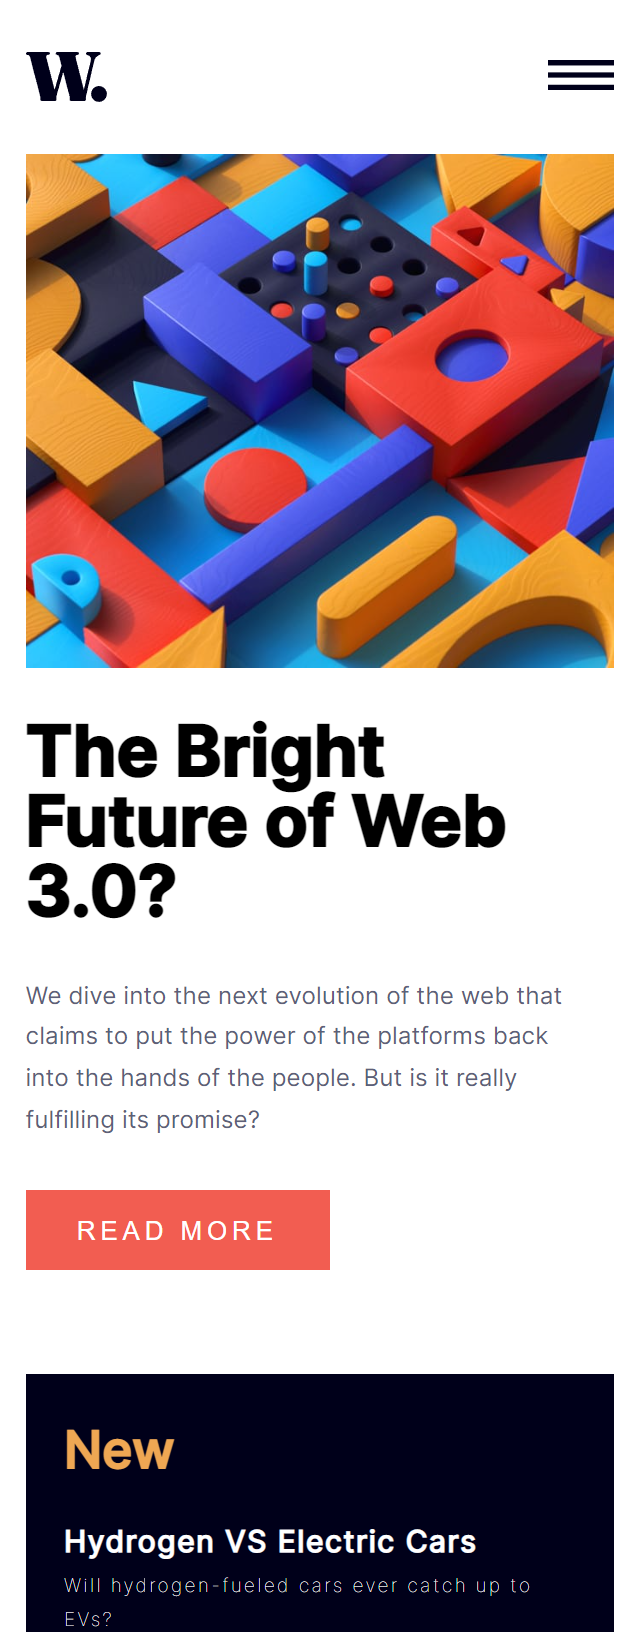 W.
The Bright
Future of Web
3.0?
We dive into the next evolution of the web that
claims to put the power of the platforms back
into the hands of the people. But is it really
fulfilling its promise?
READ MORE
New
Hydrogen VS Electric Cars
Will hydrogen-fueled cars ever catch up to
EVs?